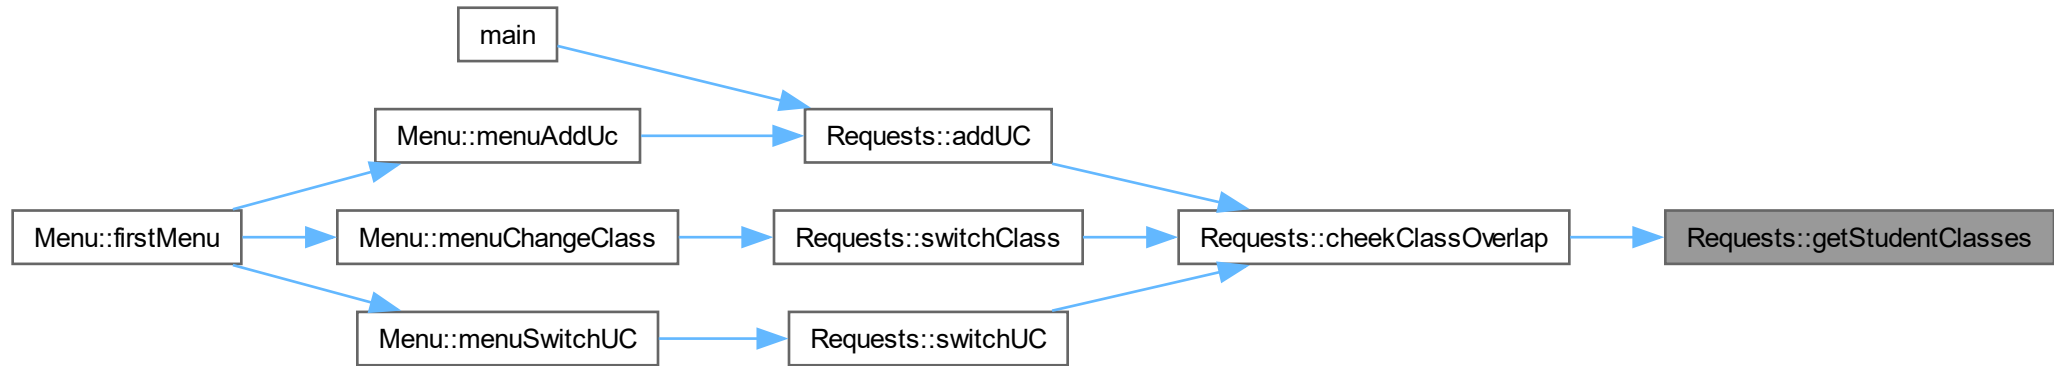 main
Menu::menuAddUc
Requests::addUC
Menu::firstMenu
Menu::menuChangeClass
Requests::switchClass
Requests::cheekClassOverlap
Requests::getStudentClasses
Menu::menuSwitchUC
Requests::switchUC